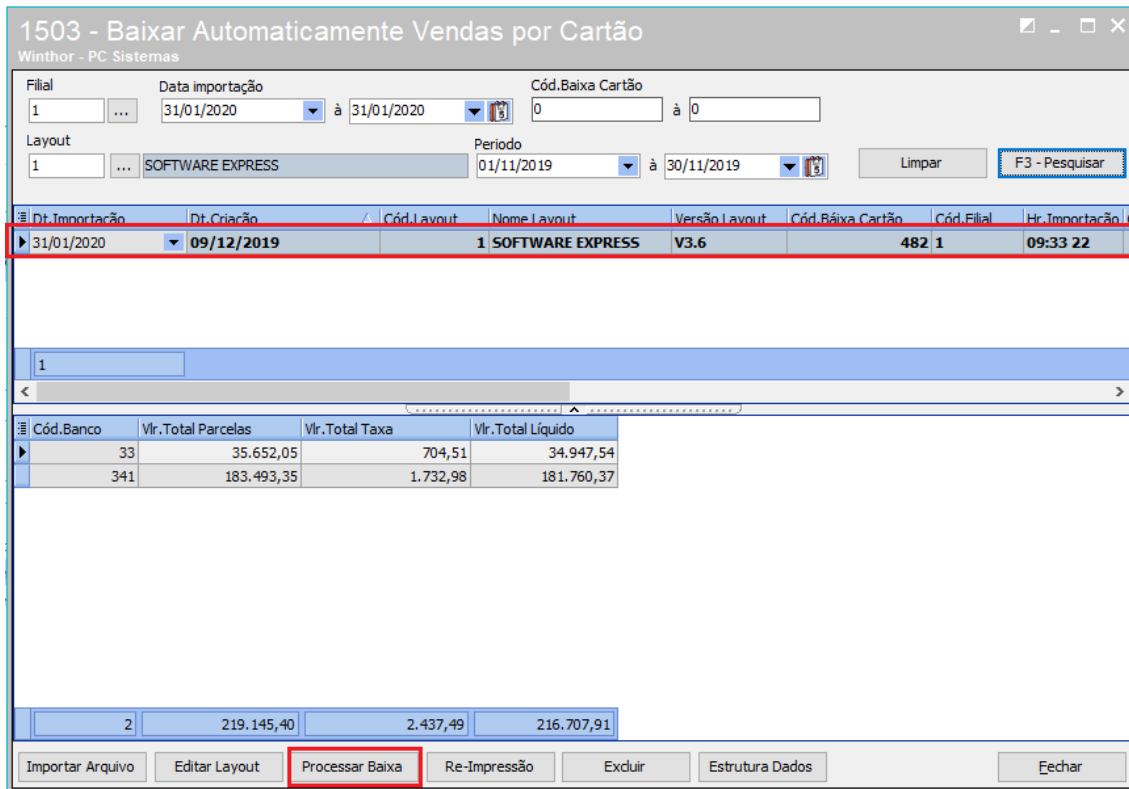 1503 - Baixar Automaticamente Vendas por Cartão
Winthor - PC Sistemas
Filial Data importação Cód.Baixa Cartão
1 ... 31/01/2020 à 31/01/2020 0 à 0
Layout Periodo
1 ... SOFTWARE EXPRESS 01/11/2019 à 30/11/2019 Limpar F3 - Pesquisar
Dt.Importação Dt.Criação Cód.Layout Nome Layout Versão Layout Cód.Báixa Cartão Cód.Filial Hr.Importação
31/01/2020 09/12/2019 1 SOFTWARE EXPRESS V3.6 482 1 09:33 22
1
Cód.Banco Vlr.Total Parcelas Vlr.Total Taxa Vlr.Total Líquido
33 35.652,05 704,51 34.947,54
341 183.493,35 1.732,98 181.760,37
2 219.145,40 2.437,49 216.707,91
Importar Arquivo Editar Layout Processar Baixa Re-Impressão Excluir Estrutura Dados Fechar